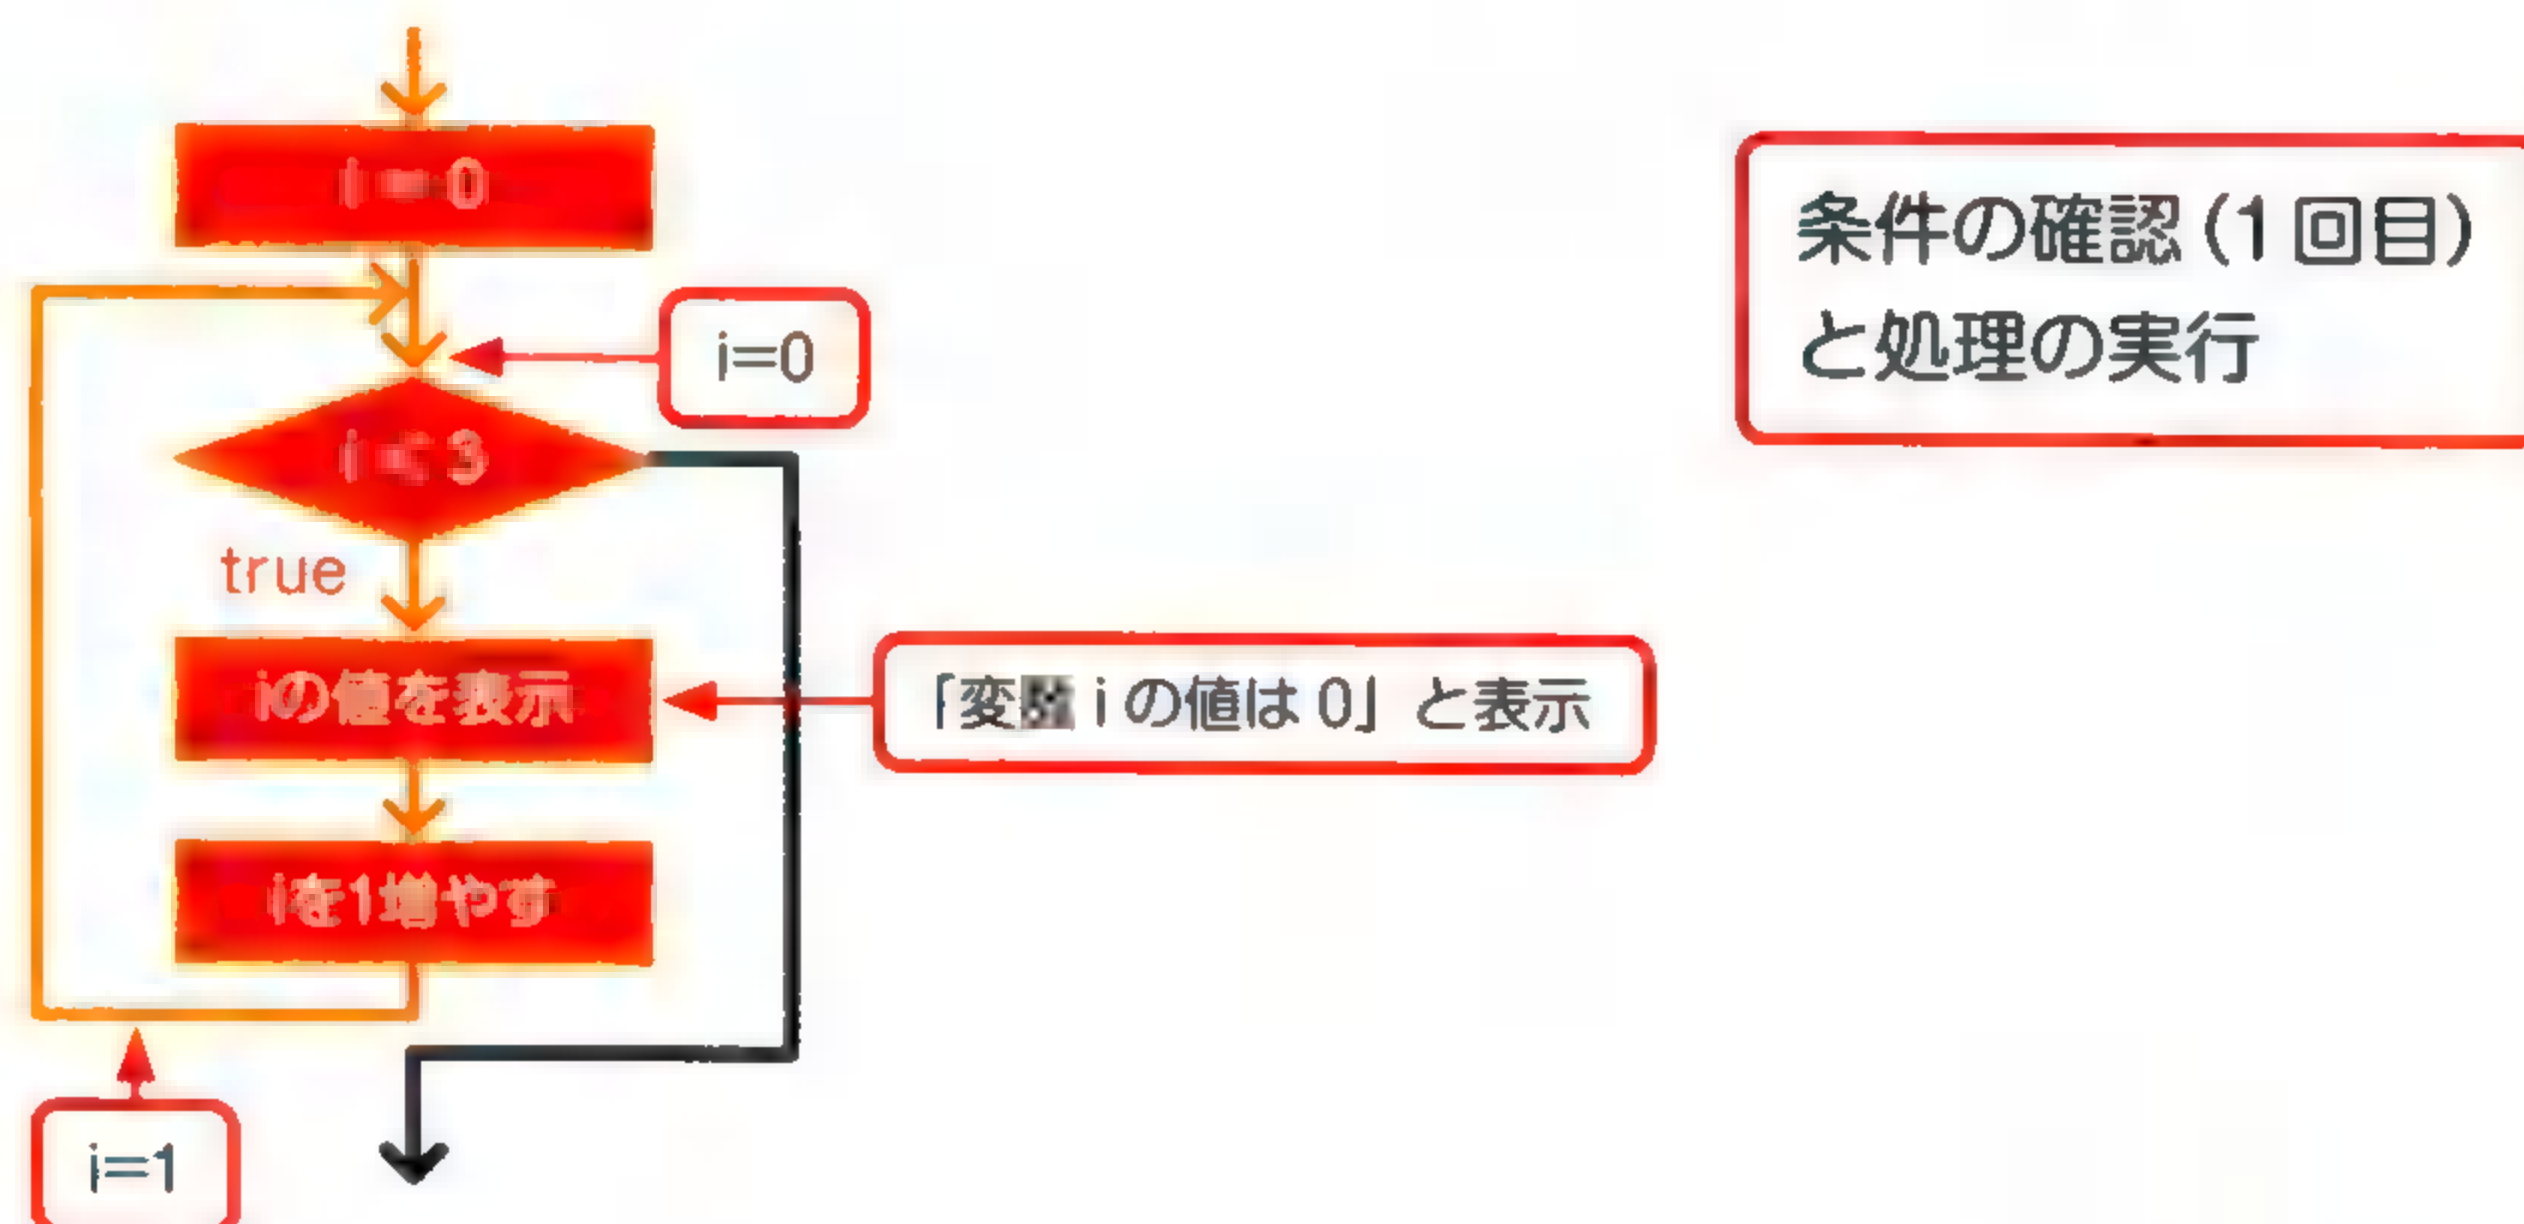 i = 0
条件の確認(1回目)
と処理の実行
i=0
i < 3
true
iの値を表示
「変数 i の値は 0」と表示
iを1増やす
i=1